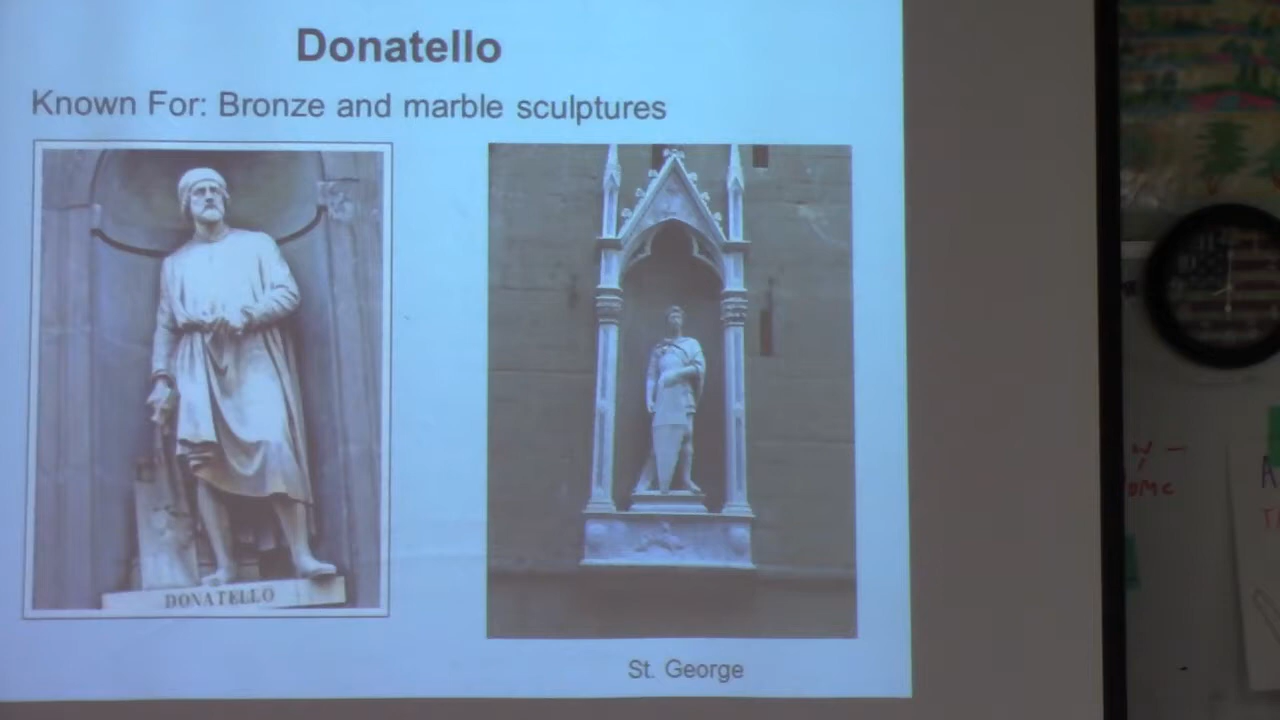 Donatello
Known For: Bronze and marble sculptures
DONATELLO
St. George